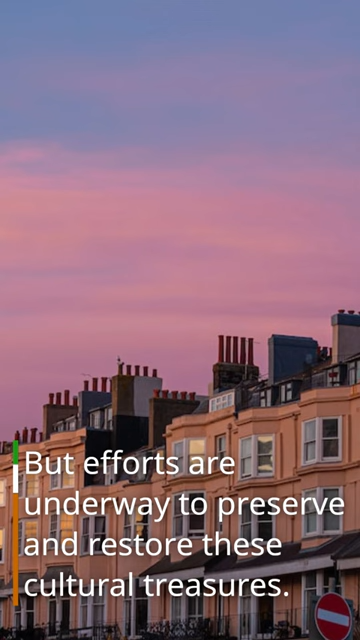 But efforts are
underway to preserve
and restore these
cultural treasures.